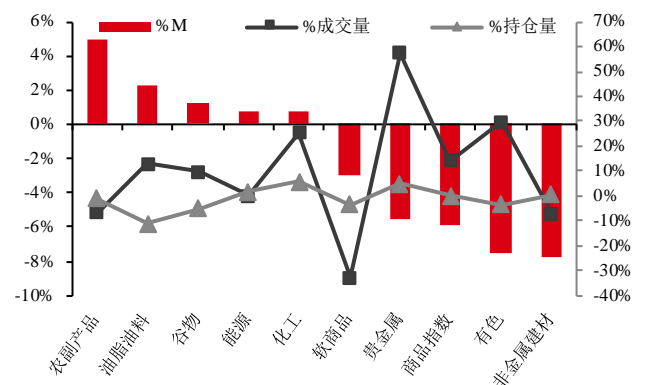 %M %成交量 %持仓量
6%
4%
2%
0%
-2%
-4%
-6%
-8%
-10%
70%
60%
50%
40%
30%
20%
10%
0%
-10%
-20%
-30%
-40%
农副产品
油脂油料
谷物
能源
化工
软商品
贵金属
商品指数
有色
非金属建材